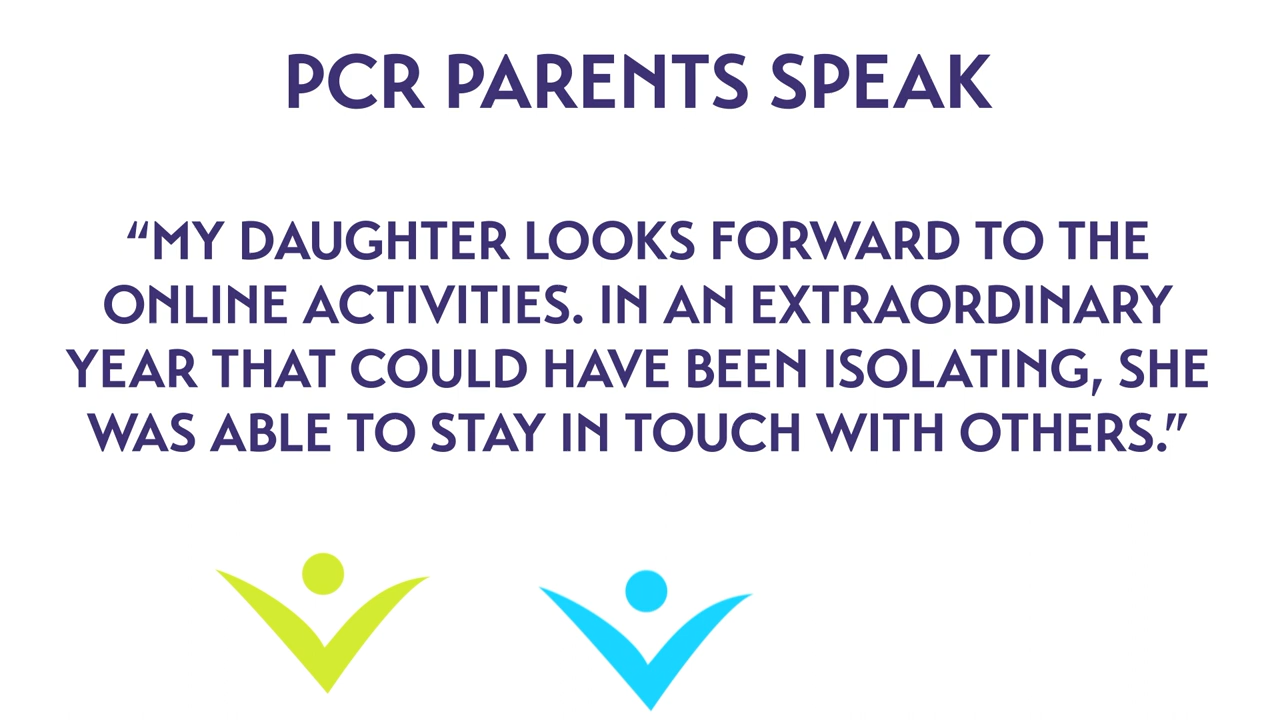 PCR PARENTS SPEAK
“MY DAUGHTER LOOKS FORWARD TO THE
ONLINE ACTIVITIES. IN AN EXTRAORDINARY
YEAR THAT COULD HAVE BEEN ISOLATING, SHE
WAS ABLE TO STAY IN TOUCH WITH OTHERS.”